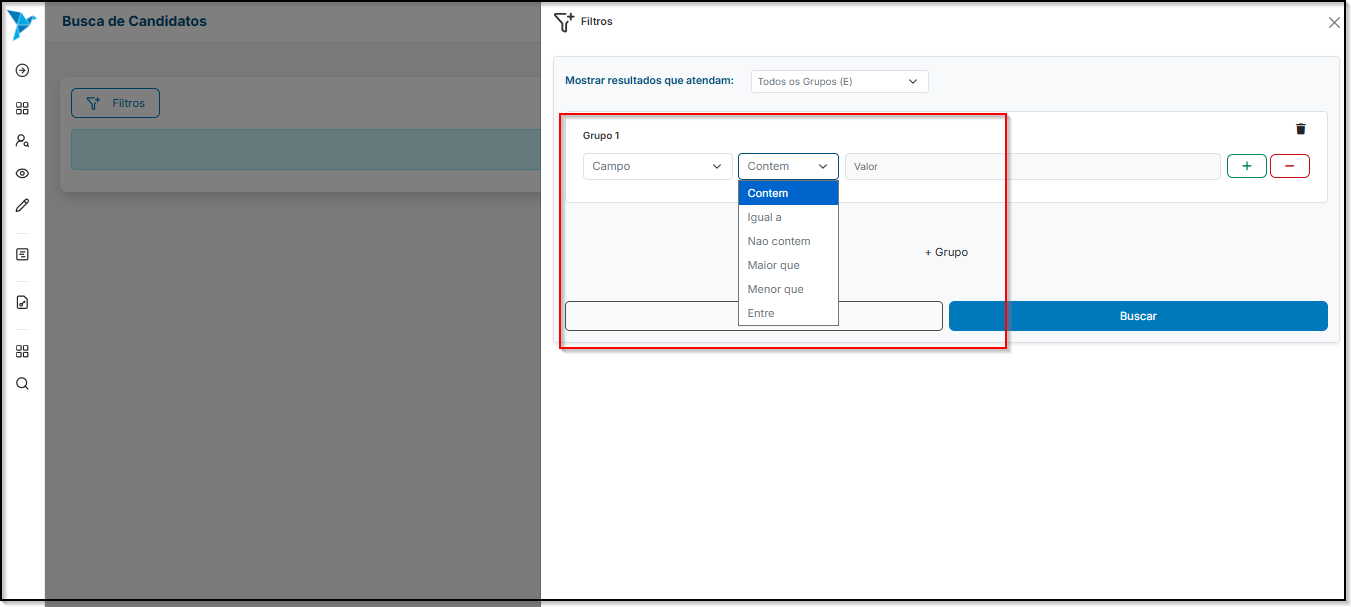 Busca de Candidatos
Filtros
Filtros
Mostrar resultados que atendam:
Todos os Grupos (E)
Grupo 1
Campo
Contem
Valor
Contem
Igual a
Nao contem
Maior que
Menor que
Entre
+ Grupo
Buscar